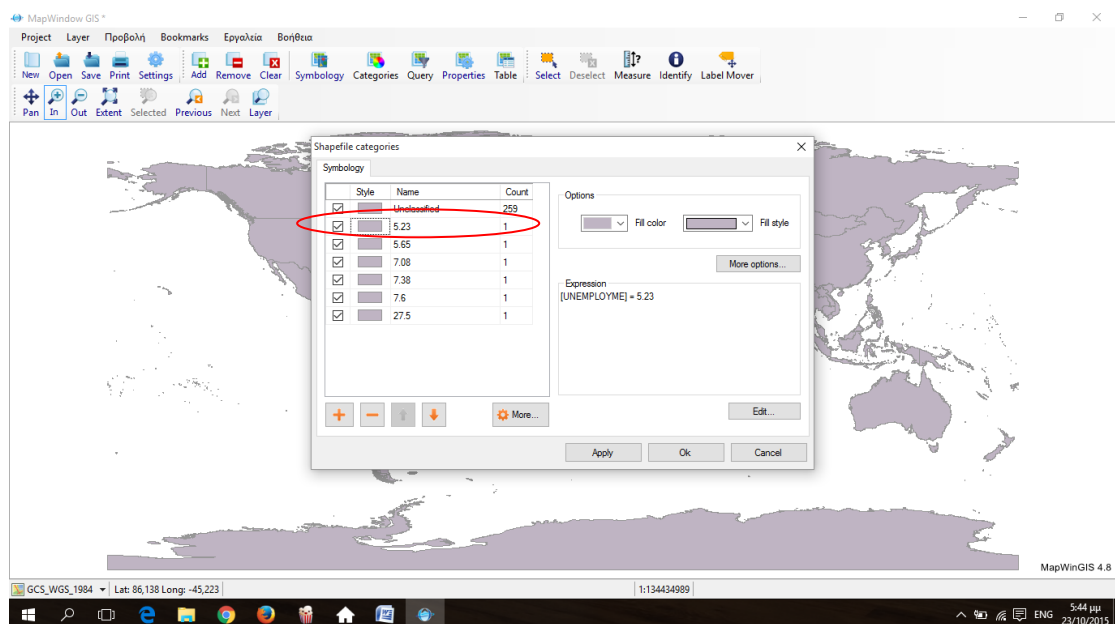 MapWindow GIS *
Project Layer Προβολή Bookmarks Εργαλεία Βοήθεια
New Open Save Print Settings Add Remove Clear Symbology Categories Query Properties Table Select Deselect Measure Identify Label Mover
Pan In Out Extent Selected Previous Next Layer
Shapefile categories
Symbology
Style Name Count
Unclassified 259
5.23 1
5.65 1
7.08 1
7.38 1
7.6 1
27.5 1
More...
Options
Fill color Fill style
More options...
Expression
[UNEMPLOYME] = 5.23
Edit...
Apply Ok Cancel
MapWinGIS 4.8
GCS_WGS_1984 Lat: 86,138 Long: -45,223 1:134434989
ENG 5:44 μμ
23/10/2015